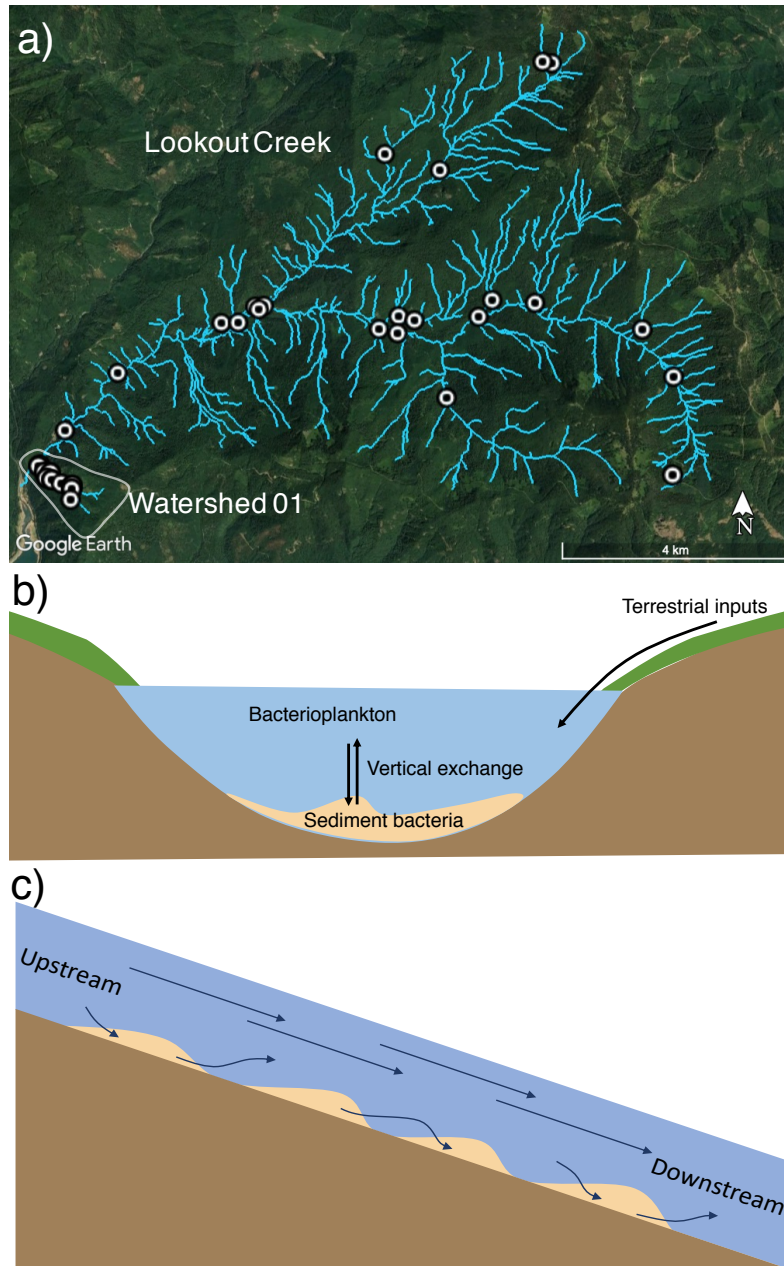 a)
Lookout Creek
Watershed 01
Google Earth
N
4 km
b)
Terrestrial inputs
Bacterioplankton
Vertical exchange
Sediment bacteria
c)
Upstream
Downstream